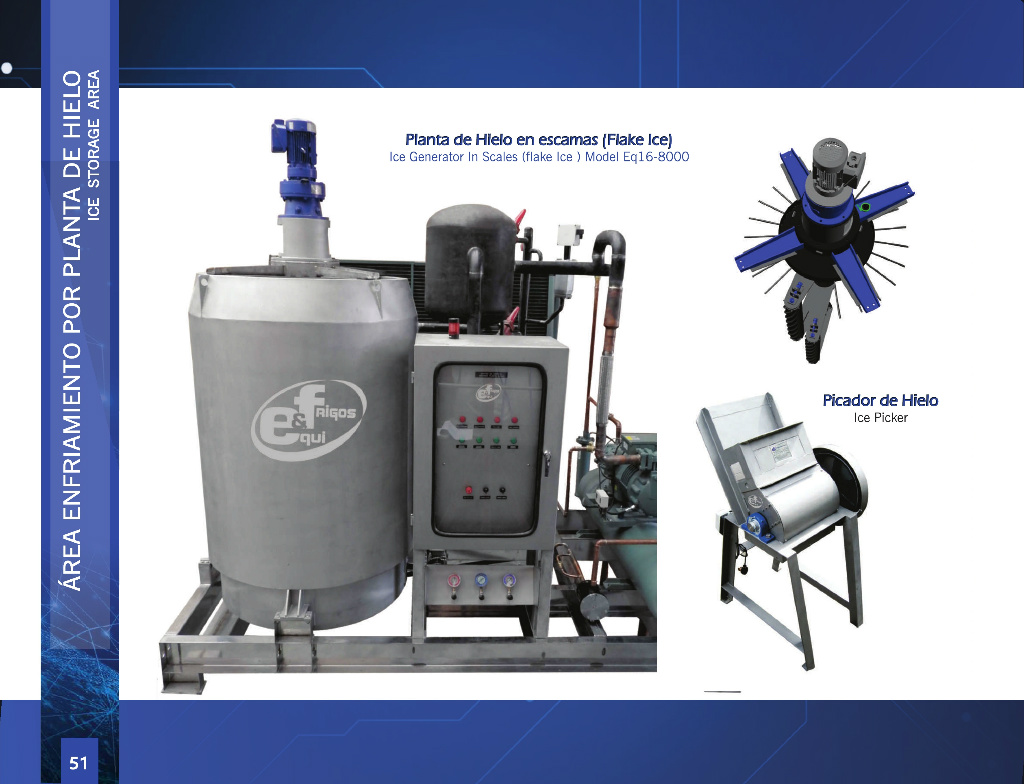 ÁREA ENFRIAMIENTO POR PLANTA DE HIELO
ICE STORAGE AREA
Planta de Hielo en escamas (Flake Ice)
Ice Generator In Scales (flake Ice ) Model Eq16-8000
e&f
RIGOS
QUI
Picador de Hielo
Ice Picker
51